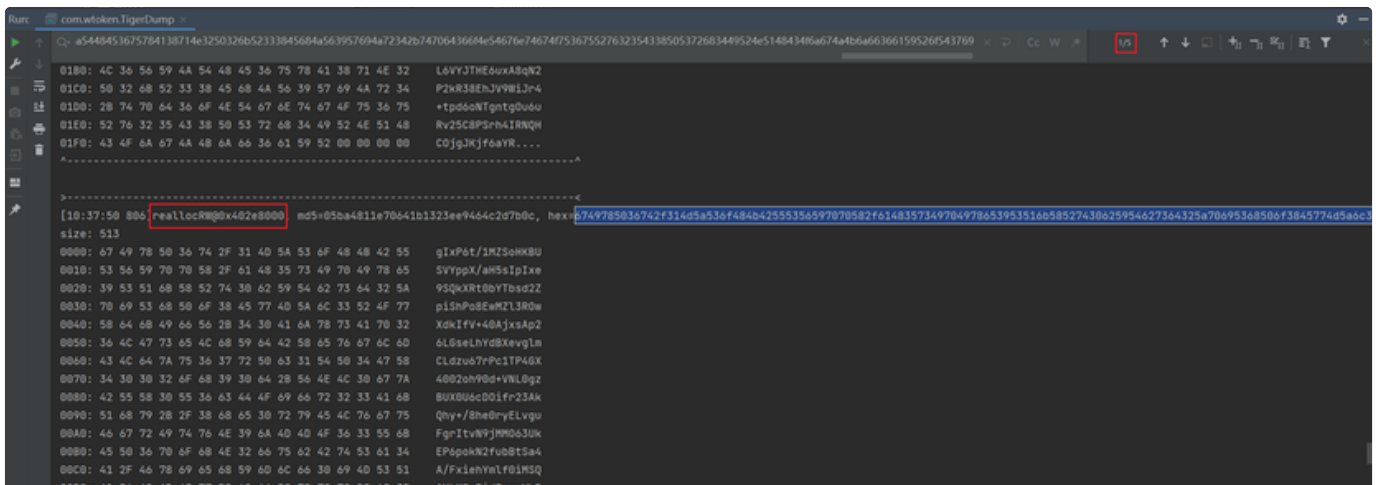 Run: com.wtoken.TigerDump
Cc W 1/5
01B0: 4C 36 56 59 4A 54 48 45 36 75 78 41 38 71 4E 32 L6VYJTHE6uxA8qN2
01C0: 50 32 6B 52 33 38 45 68 4A 56 39 57 69 4A 72 34 P2kR38EhJV9WiJr4
01D0: 2B 74 70 64 36 6F 4E 54 67 6E 74 67 4F 75 36 75 +tpd6oNTgntgOu6u
01E0: 52 76 32 35 43 38 50 53 72 68 34 49 52 4E 51 48 Rv25C8PSrh4IRNQH
01F0: 43 4F 6A 67 4A 4B 6A 66 36 61 59 52 00 00 00 00 COjgJKjf6aYR....
[10:37:50 806]reallocRW@0x402e8000, md5=05ba4811e70641b1323ee9464c2d7b0c, hex=
size: 513
0000: 67 49 78 50 36 74 2F 31 4D 5A 53 6F 48 4B 42 55 gIxP6t/1MZSoHKBU
0010: 53 56 59 70 70 58 2F 61 48 35 73 49 70 49 78 65 SVYppX/aH5sIpIxe
0020: 39 53 51 6B 58 52 74 30 62 59 54 62 73 64 32 5A 9SQkXRt0bYTbsd2Z
0030: 70 69 53 68 50 6F 38 45 77 4D 5A 6C 33 52 4F 77 piShPo8EwMZl3ROw
0040: 58 64 6B 49 66 56 2B 34 30 41 6A 78 73 41 70 32 XdkIfV+40AjxsAp2
0050: 36 4C 47 73 65 4C 68 59 64 42 58 65 76 67 6C 6D 6LGseLhYdBXevglm
0060: 43 4C 64 7A 75 36 37 72 50 63 31 54 50 34 47 58 CLdzu67rPc1TP4GX
0070: 34 30 30 32 6F 68 39 30 64 2B 56 4E 4C 30 67 7A 4002oh90d+VNL0gz
0080: 42 55 58 30 55 36 63 44 4F 69 66 72 32 33 41 6B BUX0U6cDOifr23Ak
0090: 51 68 79 2B 2F 38 68 65 30 72 79 45 4C 76 67 75 Qhy+/8he0ryELvgu
00A0: 46 67 72 49 74 76 4E 39 6A 4D 4D 4F 36 33 55 6B FgrItvN9jMMO63Uk
00B0: 45 50 36 70 6F 6B 4E 32 66 75 62 42 74 53 61 34 EP6pokN2fubBtSa4
00C0: 41 2F 46 78 69 65 68 59 6D 6C 66 30 69 4D 53 51 A/FxiehYmlf0iMSQ